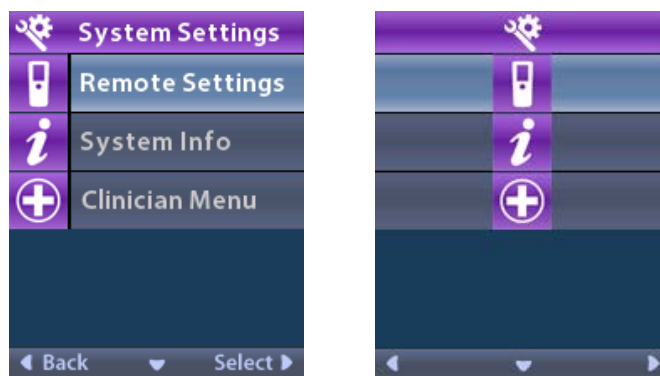 System Settings
Remote Settings
System Info
Clinician Menu
Back Select